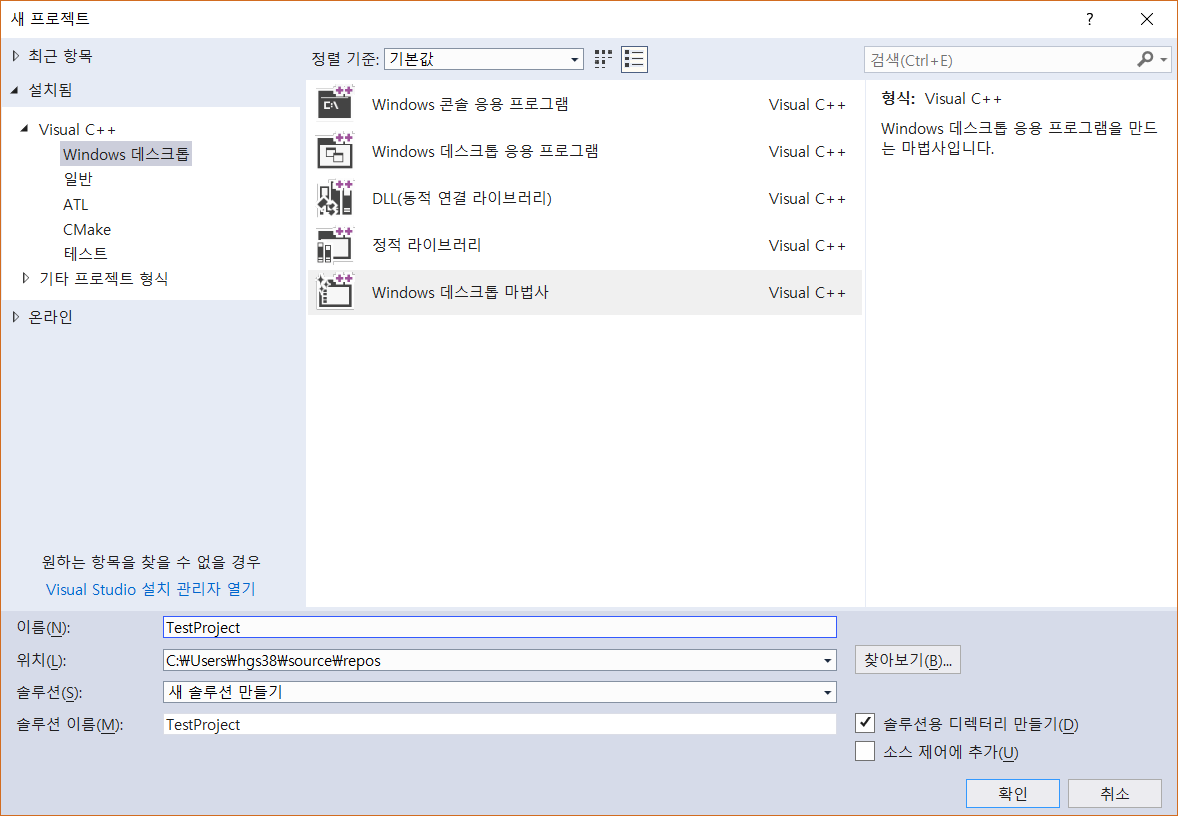 새 프로젝트
?
최근 항목
설치됨
Visual C++
Windows 데스크톱
일반
ATL
CMake
테스트
기타 프로젝트 형식
온라인
원하는 항목을 찾을 수 없을 경우
Visual Studio 설치 관리자 열기
정렬 기준: 기본값
검색(Ctrl+E)
Windows 콘솔 응용 프로그램 Visual C++
Windows 데스크톱 응용 프로그램 Visual C++
DLL(동적 연결 라이브러리) Visual C++
정적 라이브러리 Visual C++
Windows 데스크톱 마법사 Visual C++
형식: Visual C++
Windows 데스크톱 응용 프로그램을 만드
는 마법사입니다.
이름(N): TestProject
위치(L): C:₩Users₩hgs38₩source₩repos 찾아보기(B)...
솔루션(S): 새 솔루션 만들기
솔루션 이름(M): TestProject
솔루션용 디렉터리 만들기(D)
소스 제어에 추가(U)
확인 취소